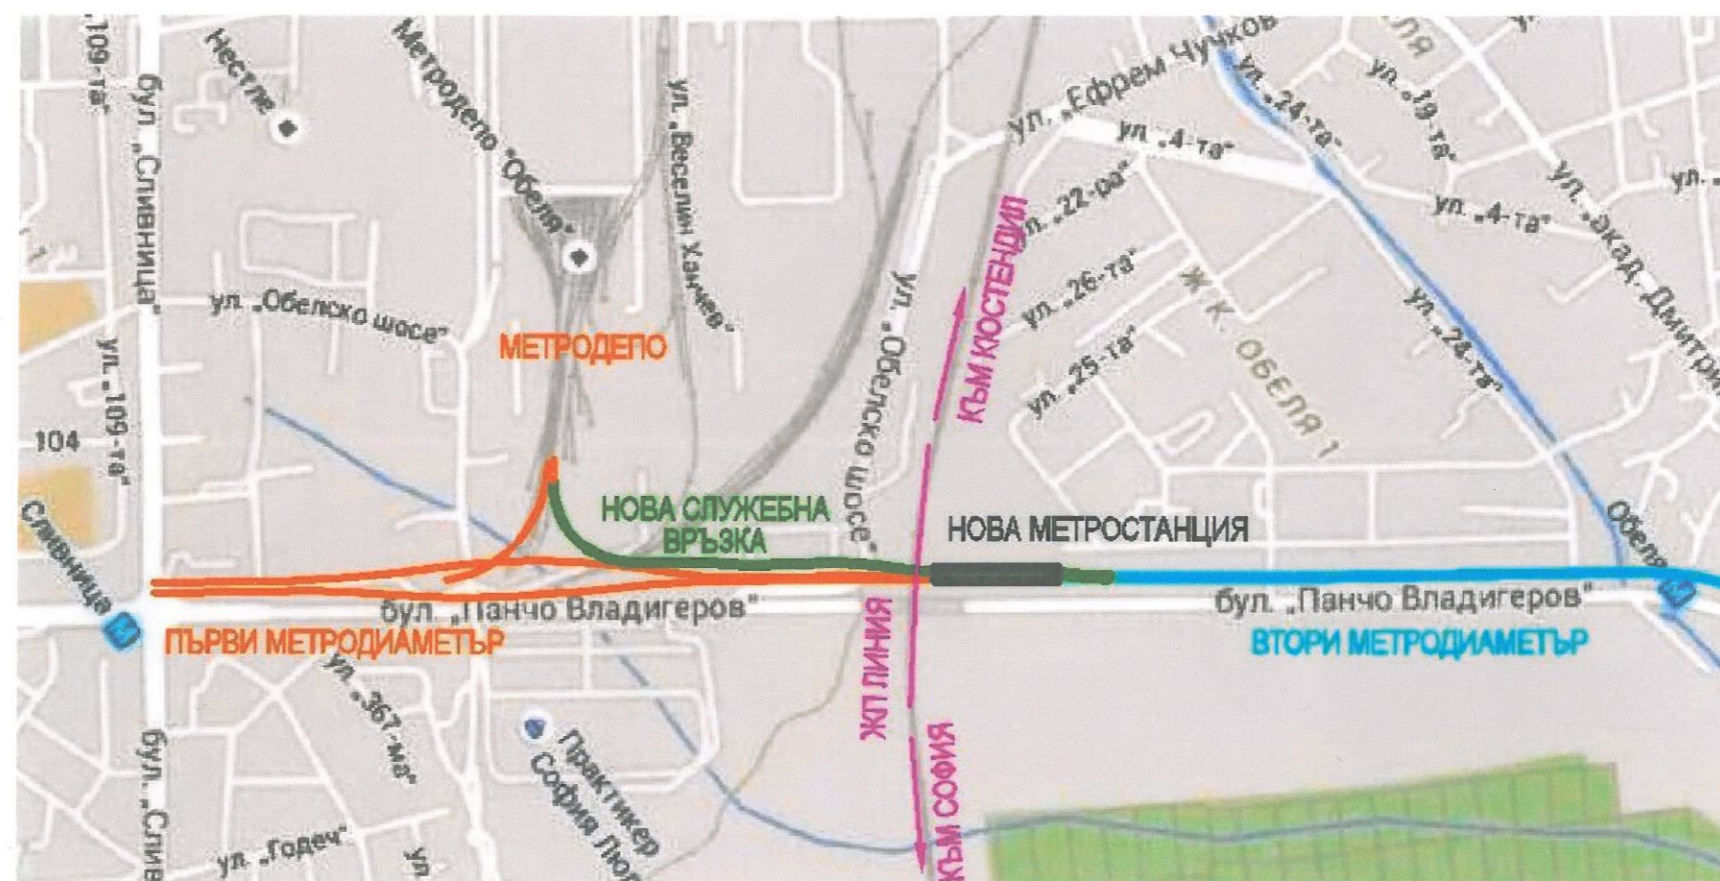 109-та"
бул. „Сливница"
Нестле
Метродепо "Обеля"
ул. „Веселин Ханчев"
ул. „Ефрем Чучков
ул. „4-та"
ул. „24-та"
ул. „19-та"
ул. „акад. Дмитри
ул. „4-та"
ул. „22-ра"
ул. „26-та"
ул. „25-та"
Ж.К. ОБЕЛЯ 1
ул. „24-та"
ул. „Обелско шосе"
ул. „Обелско шосе"
КЪМ КЮСТЕНДИЛ
МЕТРОДЕПО
ул. „109-та"
104
Сливница
НОВА СЛУЖЕБНА
ВРЪЗКА
НОВА МЕТРОСТАНЦИЯ
Обеля
бул. „Панчо Владигеров"
бул. „Панчо Владигеров"
ПЪРВИ МЕТРОДИАМЕТЪР
ВТОРИ МЕТРОДИАМЕТЪР
ЖП ЛИНИЯ
КЪМ СОФИЯ
ул. „367-ма"
Практикер
София Люл
бул. „Слив
ул. „Годеч"
ул.